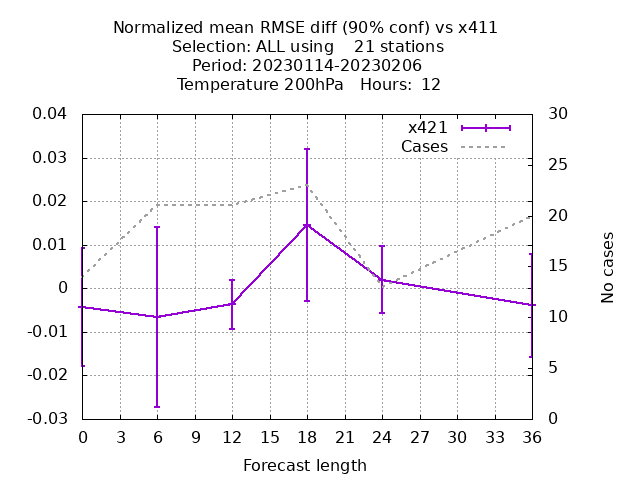 Normalized mean RMSE diff (90% conf) vs x411
Selection: ALL using    21 stations
Period: 20230114-20230206
Temperature 200hPa   Hours:  12
x421
Cases
0.04
0.03
0.02
0.01
0
-0.01
-0.02
-0.03
30
25
20
15
10
5
0
No cases
0 3 6 9 12 15 18 21 24 27 30 33 36
Forecast length